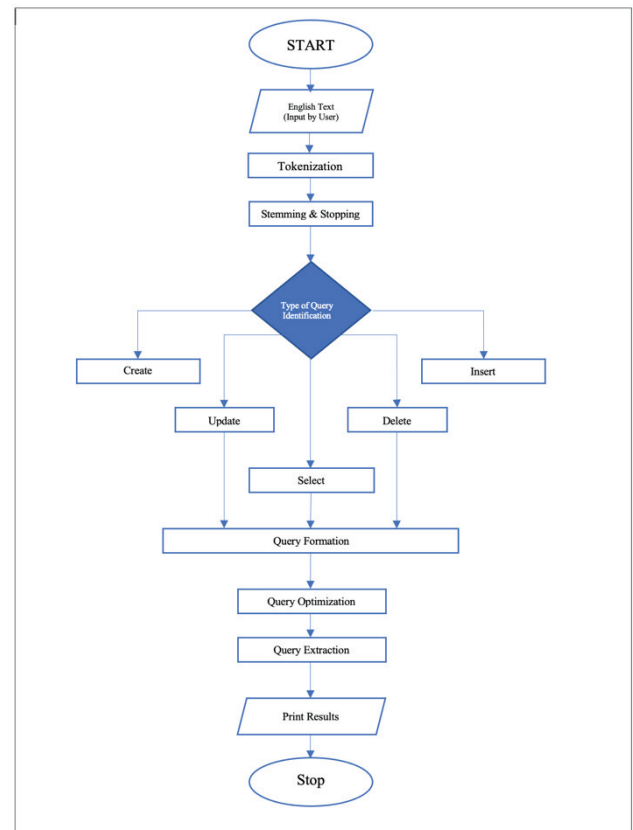 START
English Text
(Input by User)
Tokenization
Stemming & Stopping
Type of Query
Identification
Create
Insert
Update
Delete
Select
Query Formation
Query Optimization
Query Extraction
Print Results
Stop